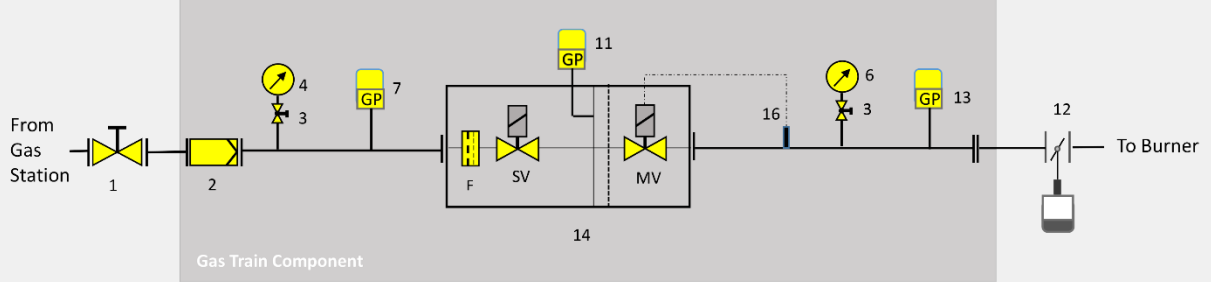 From
Gas
Station
1
2
4
3
GP 7
GP 11
F
SV
MV
14
16
6
3
GP 13
12
To Burner
Gas Train Component